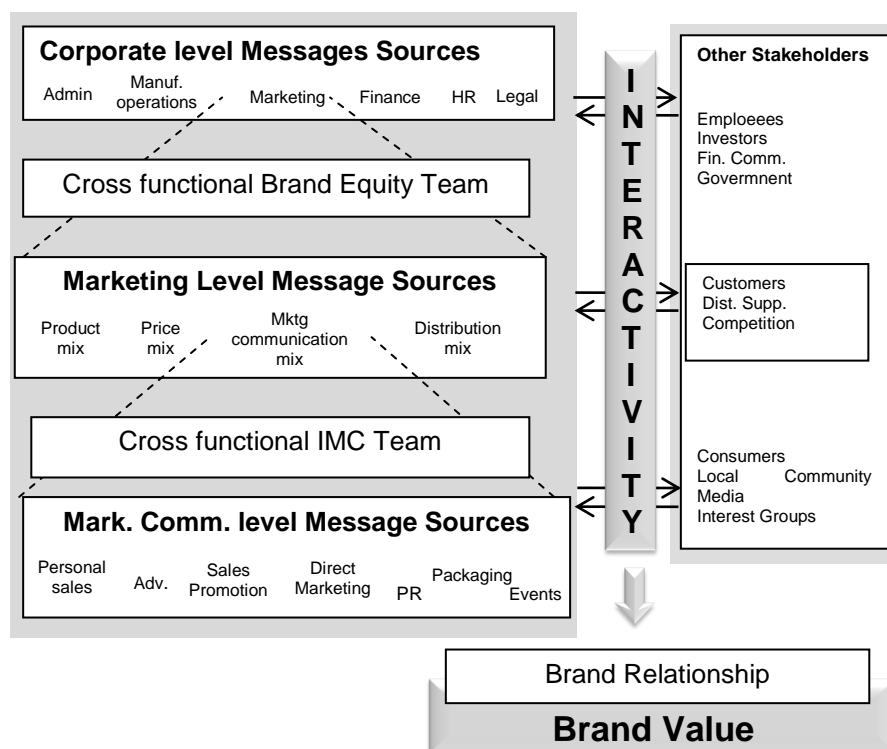 Corporate level Messages Sources
Admin
Manuf.
operations
Marketing
Finance
HR
Legal
Cross functional Brand Equity Team
Marketing Level Message Sources
Product
mix
Price
mix
Mktg
communication
mix
Distribution
mix
Cross functional IMC Team
Mark. Comm. level Message Sources
Personal
sales
Adv.
Sales
Promotion
Direct
Marketing
PR
Packaging
Events
INTERACTIVITY
Other Stakeholders
Emploeees
Investors
Fin. Comm.
Govermnent
Customers
Dist. Supp.
Competition
Consumers
Local Community
Media
Interest Groups
Brand Relationship
Brand Value